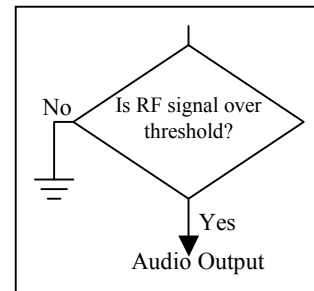 No
Is RF signal over
threshold?
Yes
Audio Output